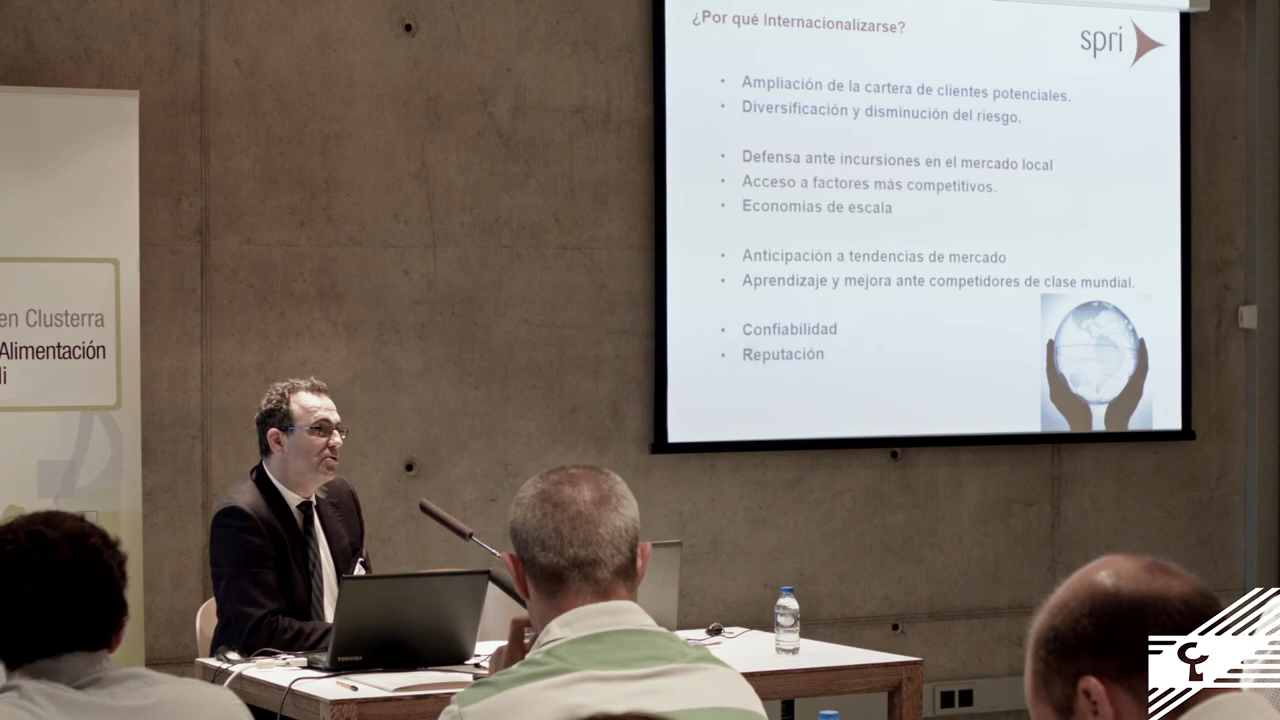 ¿Por qué Internacionalizarse?
spri
• Ampliación de la cartera de clientes potenciales.
• Diversificación y disminución del riesgo.
• Defensa ante incursiones en el mercado local
• Acceso a factores más competitivos.
• Economías de escala
• Anticipación a tendencias de mercado
• Aprendizaje y mejora ante competidores de clase mundial.
• Confiabilidad
• Reputación
en Clusterra
Alimentación
li
TOSHIBA